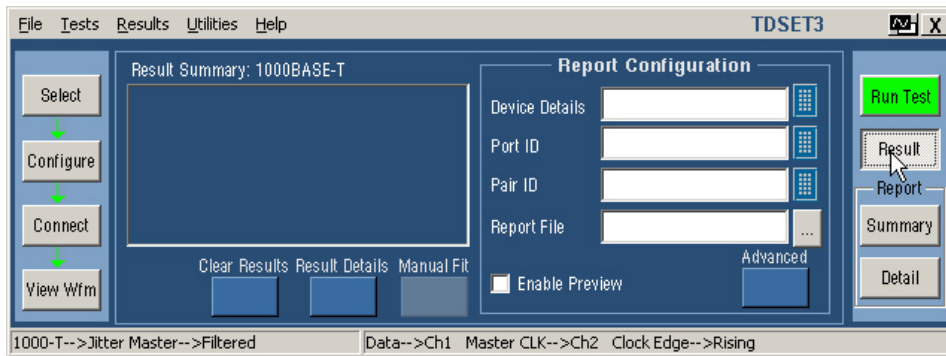 File Tests Results Utilities Help TDSET3 X
Select
Configure
Connect
View Wfm
Result Summary: 1000BASE-T
Clear Results Result Details Manual Fit
Report Configuration
Device Details
Port ID
Pair ID
Report File ...
Enable Preview
Advanced
Run Test
Result
Report
Summary
Detail
1000-T-->Jitter Master-->Filtered Data-->Ch1 Master CLK-->Ch2 Clock Edge-->Rising